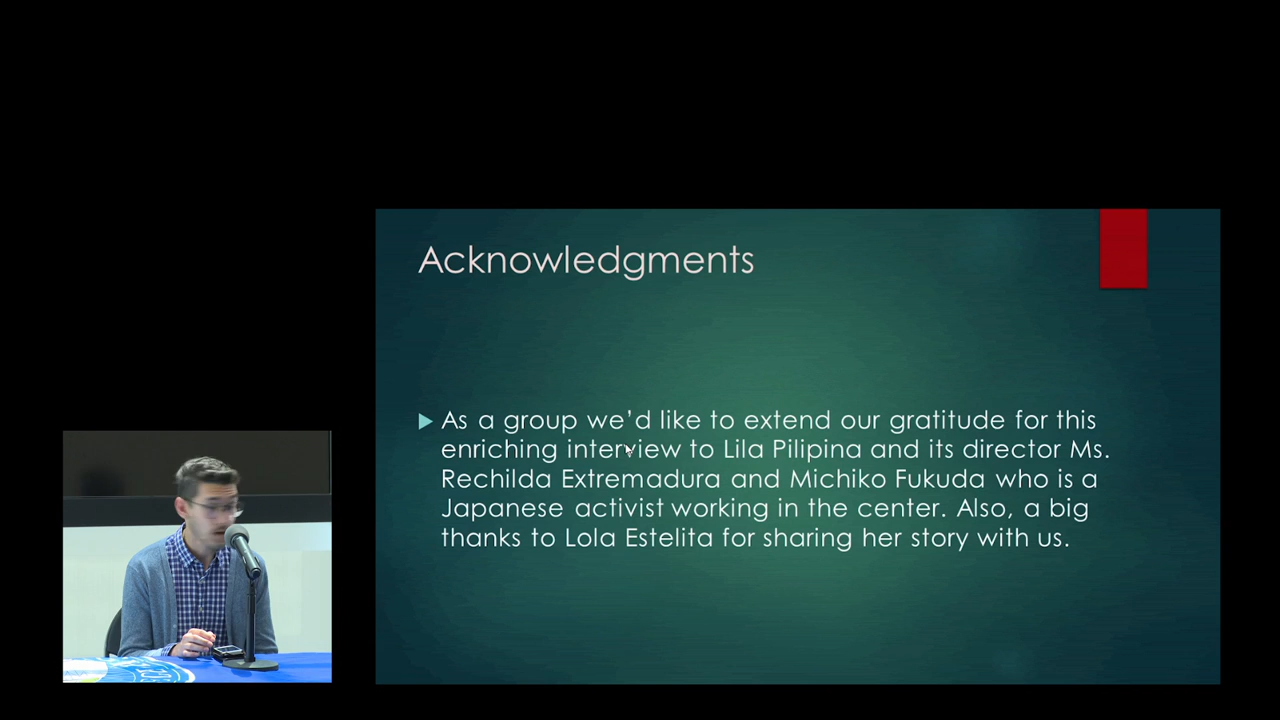 Acknowledgments
As a group we'd like to extend our gratitude for this
enriching interview to Lila Pilipina and its director Ms.
Rechilda Extremadura and Michiko Fukuda who is a
Japanese activist working in the center. Also, a big
thanks to Lola Estelita for sharing her story with us.